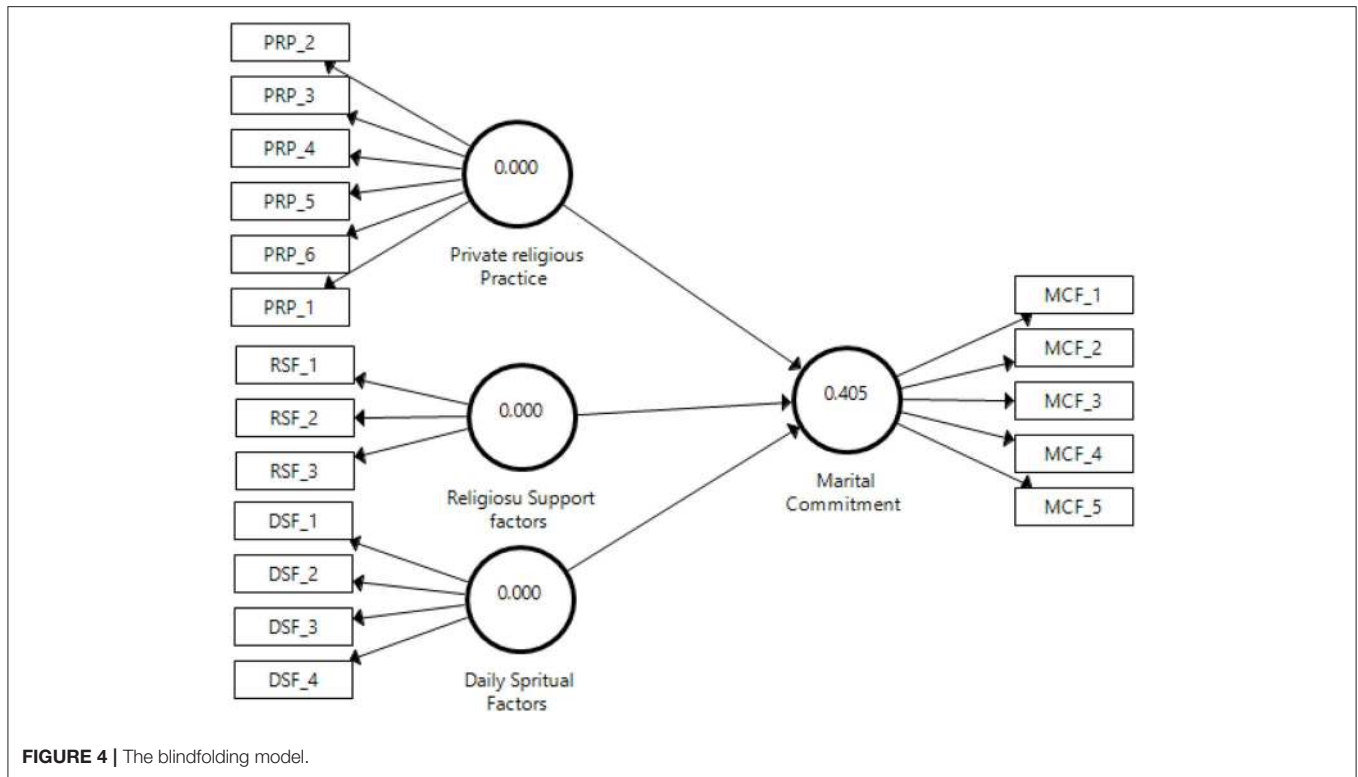 PRP_2
PRP_3
PRP_4
PRP_5
PRP_6
PRP_1
0.000
Private religious
Practice
RSF_1
RSF_2
RSF_3
0.000
Religiosu Support
factors
DSF_1
DSF_2
DSF_3
DSF_4
0.000
Daily Spritual
Factors
0.405
Marital
Commitment
MCF_1
MCF_2
MCF_3
MCF_4
MCF_5
FIGURE 4 | The blindfolding model.